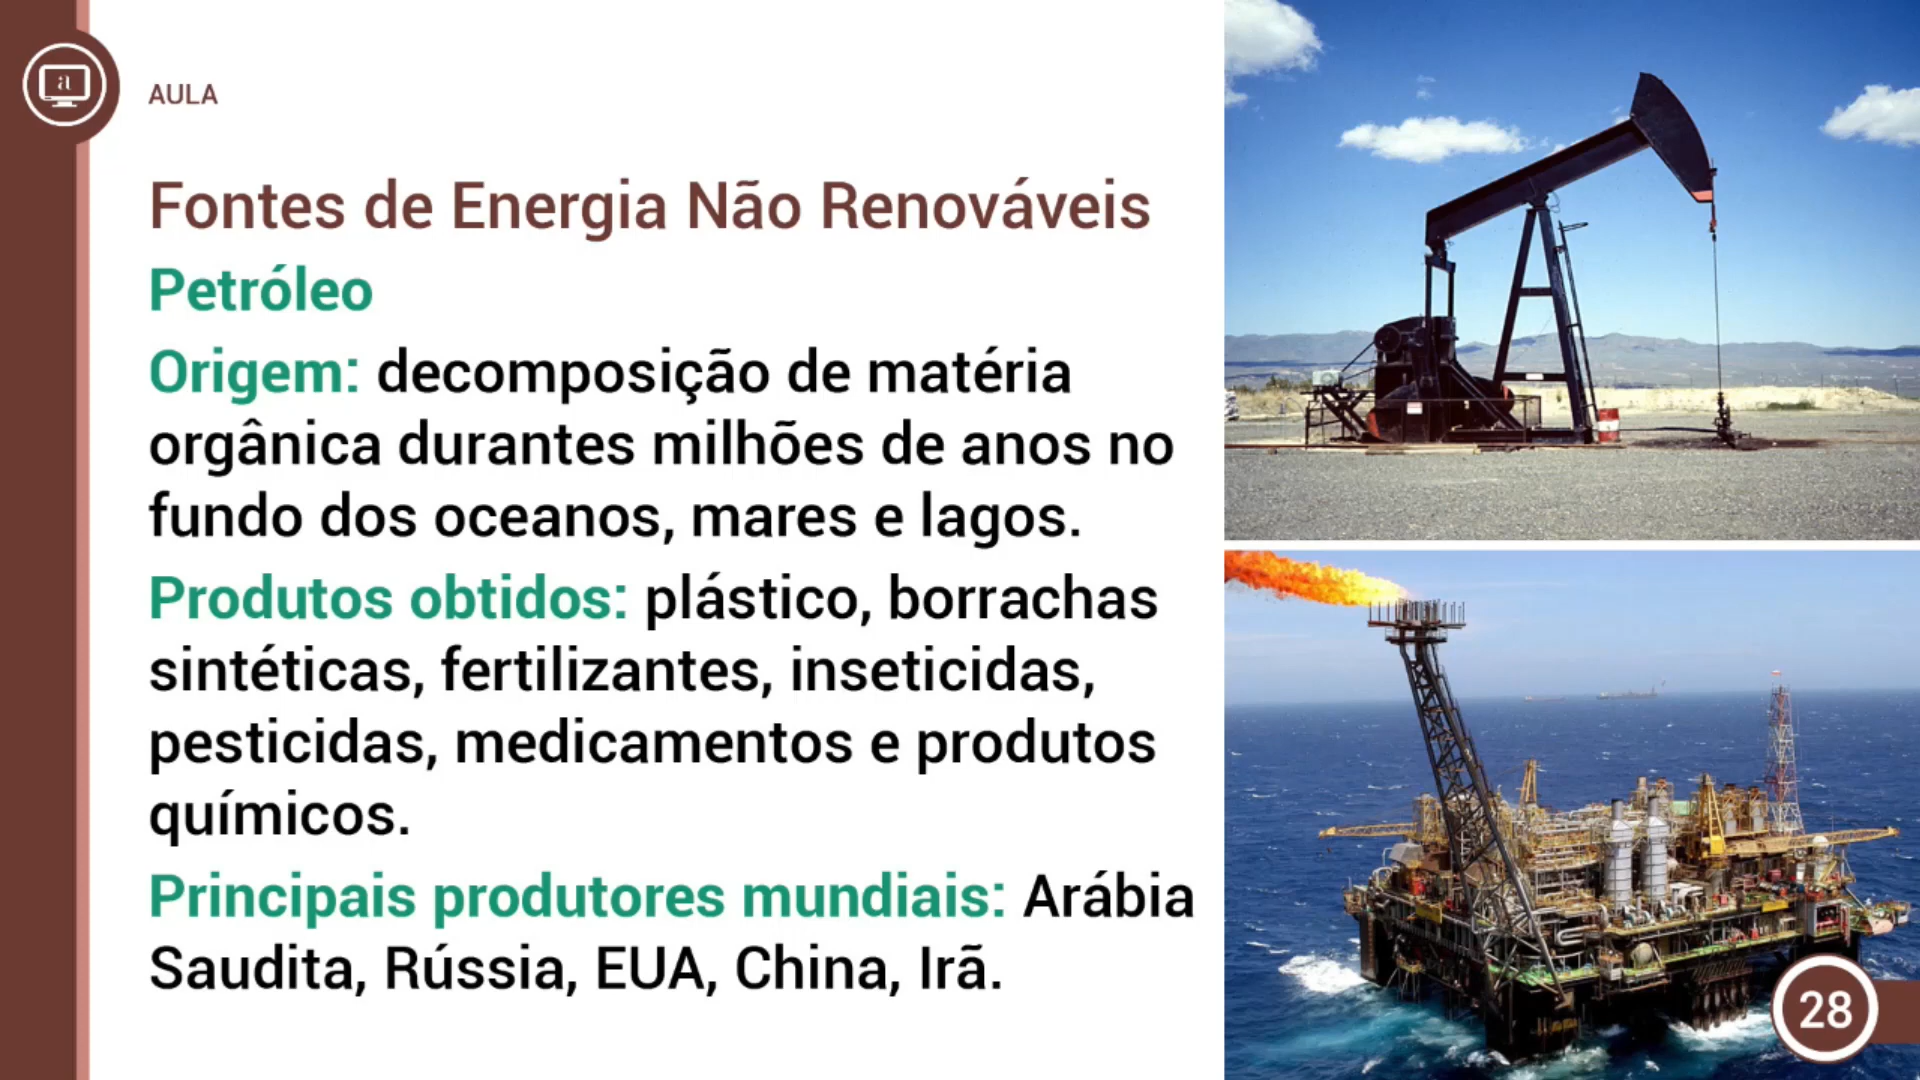 a
AULA
Fontes de Energia Não Renováveis
Petróleo
Origem: decomposição de matéria
orgânica durantes milhões de anos no
fundo dos oceanos, mares e lagos.
Produtos obtidos: plástico, borrachas
sintéticas, fertilizantes, inseticidas,
pesticidas, medicamentos e produtos
químicos.
Principais produtores mundiais: Arábia
Saudita, Rússia, EUA, China, Irã.
28